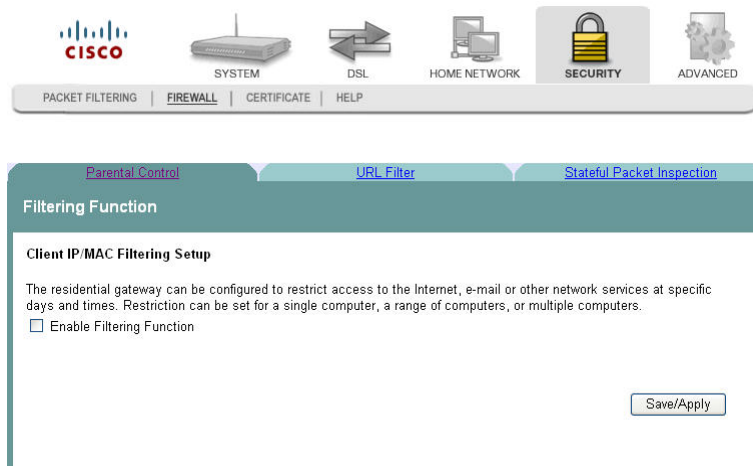 CISCO
SYSTEM
DSL
HOME NETWORK
SECURITY
ADVANCED
PACKET FILTERING | FIREWALL | CERTIFICATE | HELP
Parental Control
URL Filter
Stateful Packet Inspection
Filtering Function
Client IP/MAC Filtering Setup
The residential gateway can be configured to restrict access to the Internet, e-mail or other network services at specific
days and times. Restriction can be set for a single computer, a range of computers, or multiple computers.
Enable Filtering Function
Save/Apply